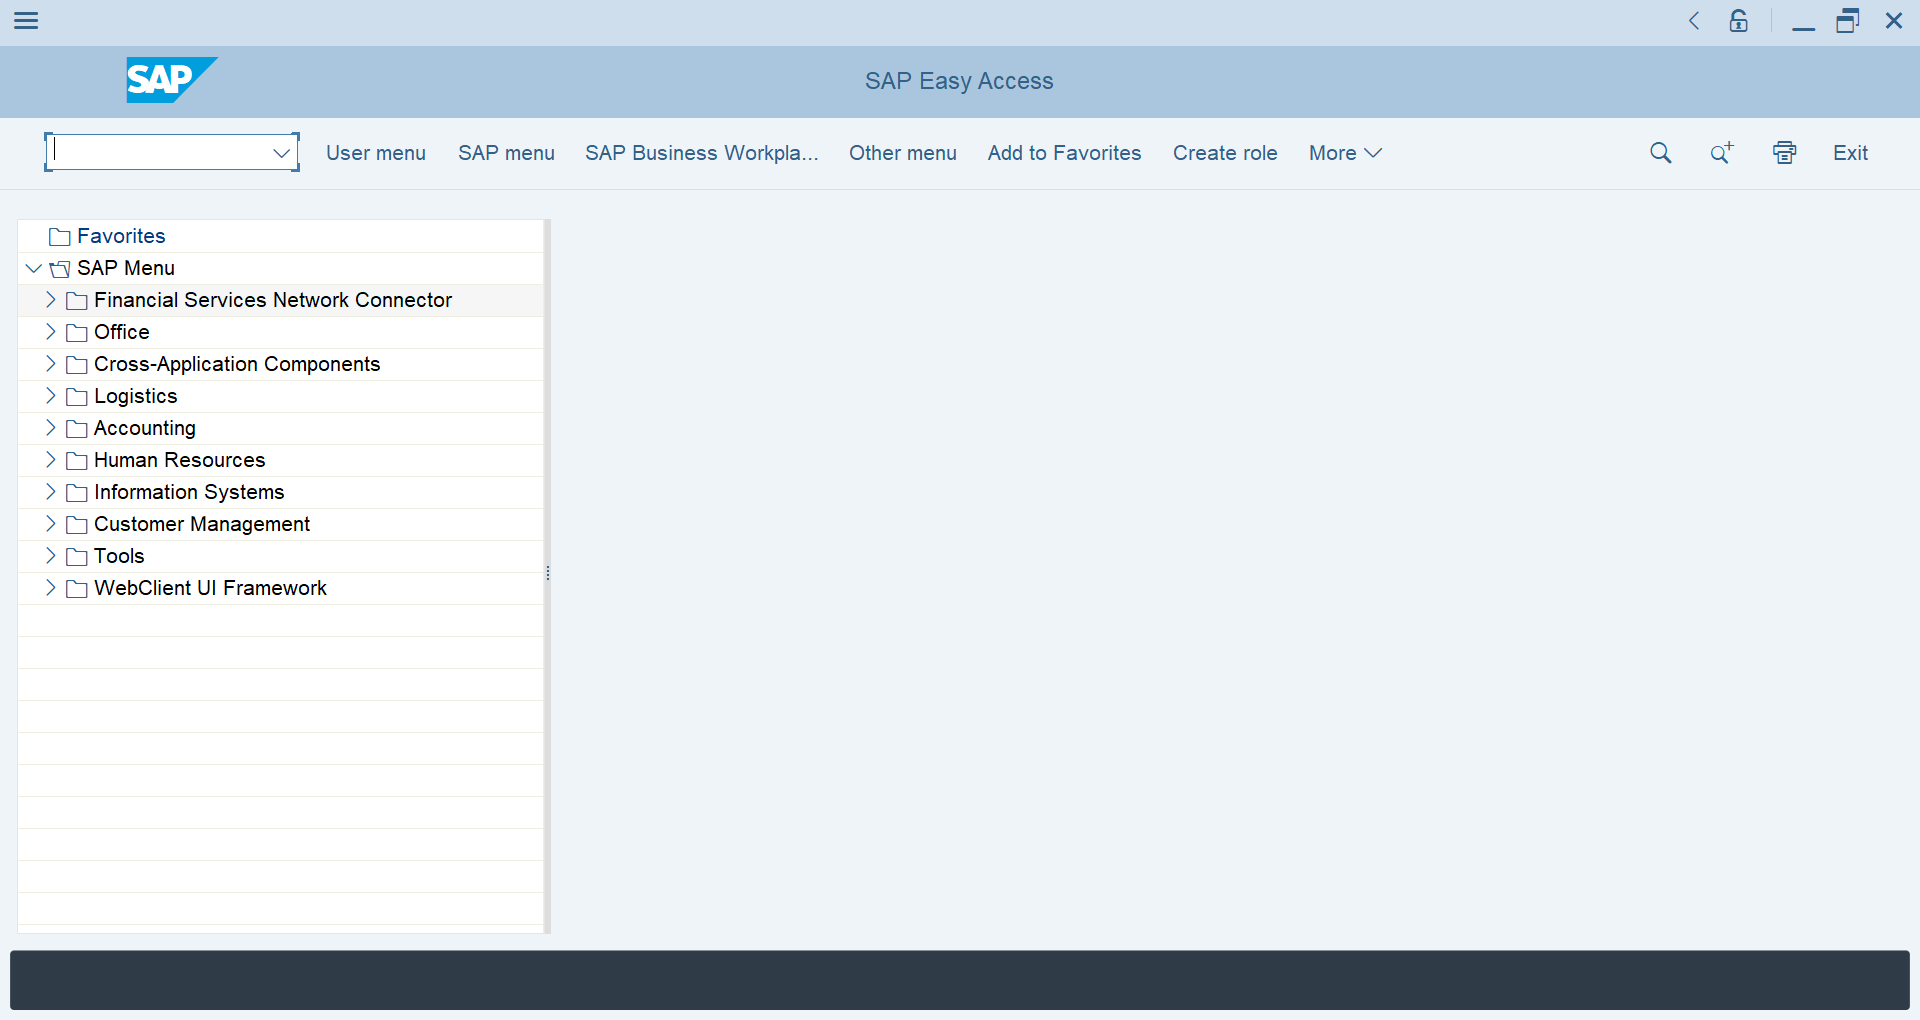 SAP
SAP Easy Access
User menu SAP menu SAP Business Workpla... Other menu Add to Favorites Create role More Exit
Favorites
SAP Menu
Financial Services Network Connector
Office
Cross-Application Components
Logistics
Accounting
Human Resources
Information Systems
Customer Management
Tools
WebClient UI Framework